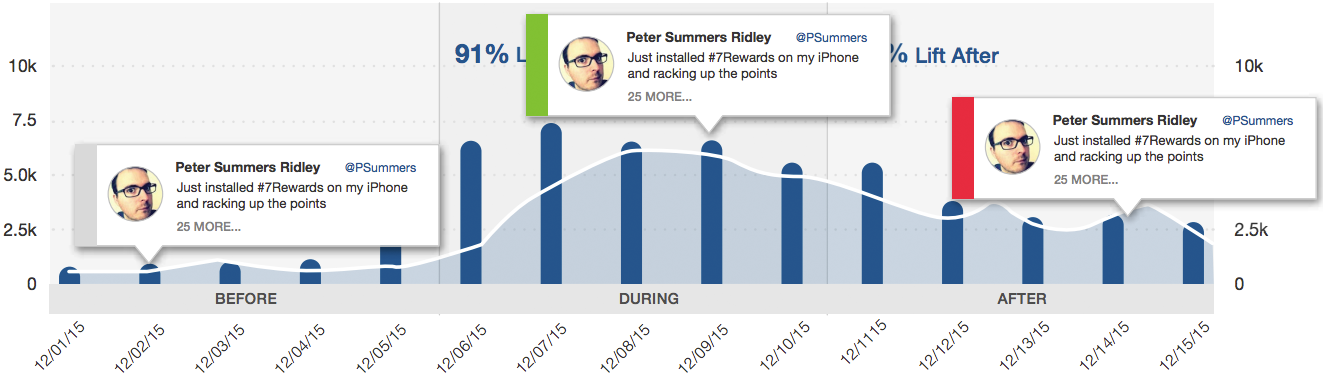 91% L
% Lift After
10k
7.5
5.0k
2.5k
0
10k
2.5k
0
Peter Summers Ridley @PSummers
Just installed #7Rewards on my iPhone
and racking up the points
25 MORE...
Peter Summers Ridley @PSummers
Just installed #7Rewards on my iPhone
and racking up the points
25 MORE...
Peter Summers Ridley @PSummers
Just installed #7Rewards on my iPhone
and racking up the points
25 MORE...
BEFORE
DURING
AFTER
12/01/15
12/02/15
12/03/15
12/04/15
12/05/15
12/06/15
12/07/15
12/08/15
12/09/15
12/10/15
12/1115
12/12/15
12/13/15
12/14/15
12/15/15